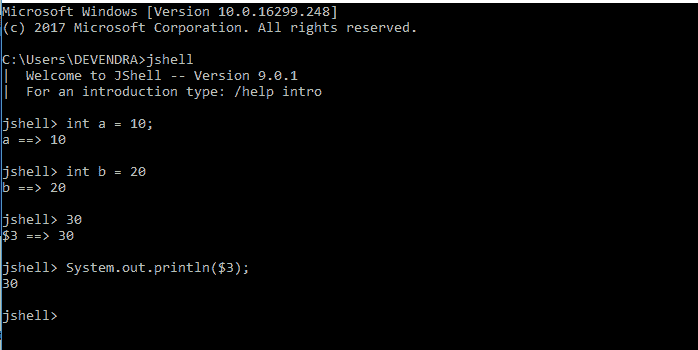 Microsoft Windows [Version 10.0.16299.248]
(c) 2017 Microsoft Corporation. All rights reserved.
C:\Users\DEVENDRA>jshell
|  Welcome to JShell -- Version 9.0.1
|  For an introduction type: /help intro
jshell> int a = 10;
a ==> 10
jshell> int b = 20
b ==> 20
jshell> 30
$3 ==> 30
jshell> System.out.println($3);
30
jshell>